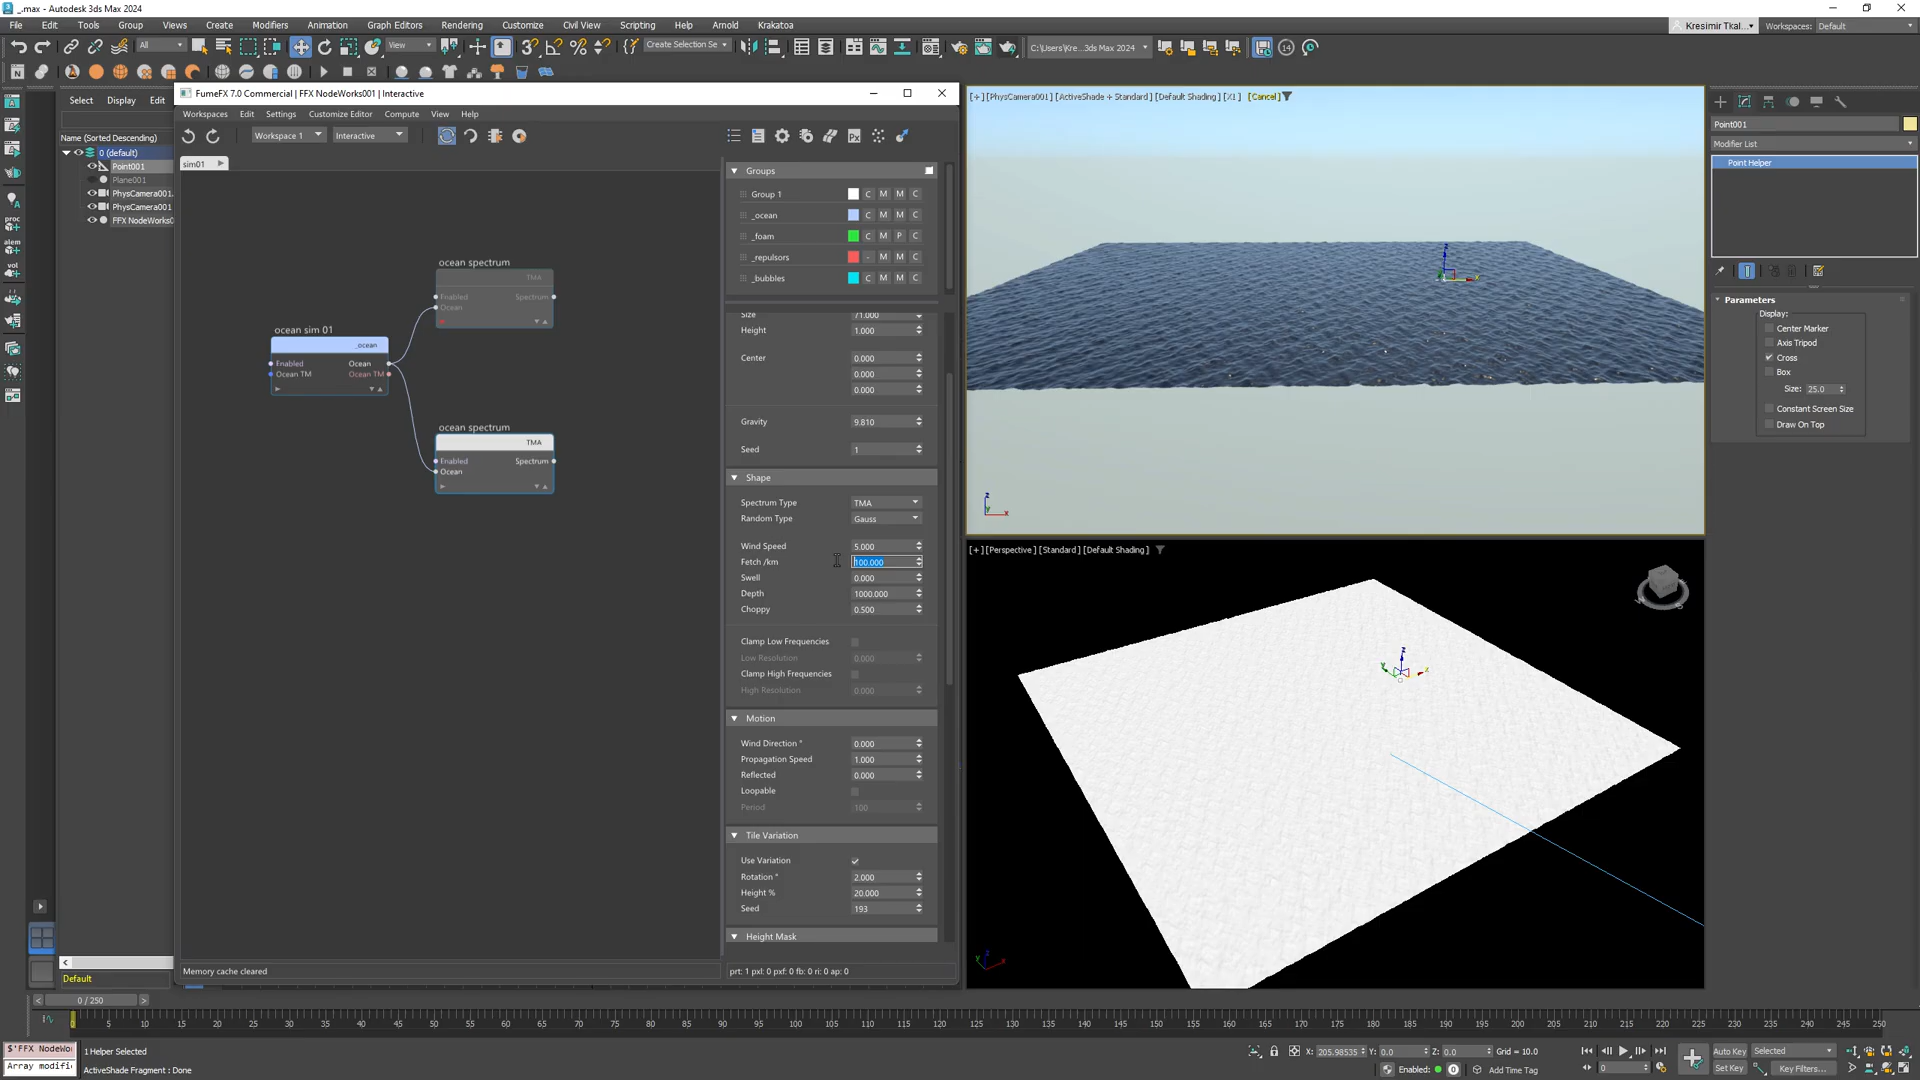 _.max - Autodesk 3ds Max 2024
File Edit Tools Group Views Create Modifiers Animation Graph Editors Rendering Customize Civil View Scripting Help Arnold Krakatoa
Kresimir Tkal... Workspaces: Default
All View Create Selection Se C:\Users\Kre...3ds Max 2024
Select Display Edit
Name (Sorted Descending)
0 (default)
Point001
Plane001
PhysCamera001.
PhysCamera001
FFX NodeWorks0
Default
FumeFX 7.0 Commercial | FFX NodeWorks001 | Interactive
Workspaces Edit Settings Customize Editor Compute View Help
Workspace 1 Interactive
sim01
ocean sim 01
_ocean
Enabled Ocean
Ocean TM Ocean TM
ocean spectrum
TMA
Enabled Spectrum
Ocean
ocean spectrum
TMA
Enabled Spectrum
Ocean
Memory cache cleared
Groups
Group 1 C M M C
_ocean C M M C
_foam C M P C
_repulsors - M M C
_bubbles C M M C
Size 71.000
Height 1.000
Center 0.000
0.000
0.000
Gravity 9.810
Seed 1
Shape
Spectrum Type TMA
Random Type Gauss
Wind Speed 5.000
Fetch /km 100.000
Swell 0.000
Depth 1000.000
Choppy 0.500
Clamp Low Frequencies
Low Resolution 0.000
Clamp High Frequencies
High Resolution 0.000
Motion
Wind Direction ° 0.000
Propagation Speed 1.000
Reflected 0.000
Loopable
Period 100
Tile Variation
Use Variation
Rotation ° 2.000
Height % 20.000
Seed 193
Height Mask
prt: 1 pxl: 0 pxf: 0 fb: 0 ri: 0 ap: 0
[+] [PhysCamera001] [ActiveShade + Standard] [Default Shading] [X1] [Cancel]
[+] [Perspective] [Standard] [Default Shading]
Point001
Modifier List
Point Helper
Parameters
Display:
Center Marker
Axis Tripod
Cross
Box
Size: 25.0
Constant Screen Size
Draw On Top
0 / 250
5 10 15 20 25 30 35 40 45 50 55 60 65 70 75 80 85 90 95 100 105 110 115 120 125 130 135 140 145 150 155 160 165 170 175 180 185 190 195 200 205 210 215 220 225 230 235 240 245 250
$'FFX NodeWo
Array modifi
1 Helper Selected
ActiveShade Fragment : Done
X: 205.98535 Y: 0.0 Z: 0.0 Grid = 10.0
Enabled: 0 Add Time Tag
0
Auto Key Selected
Set Key Key Filters...